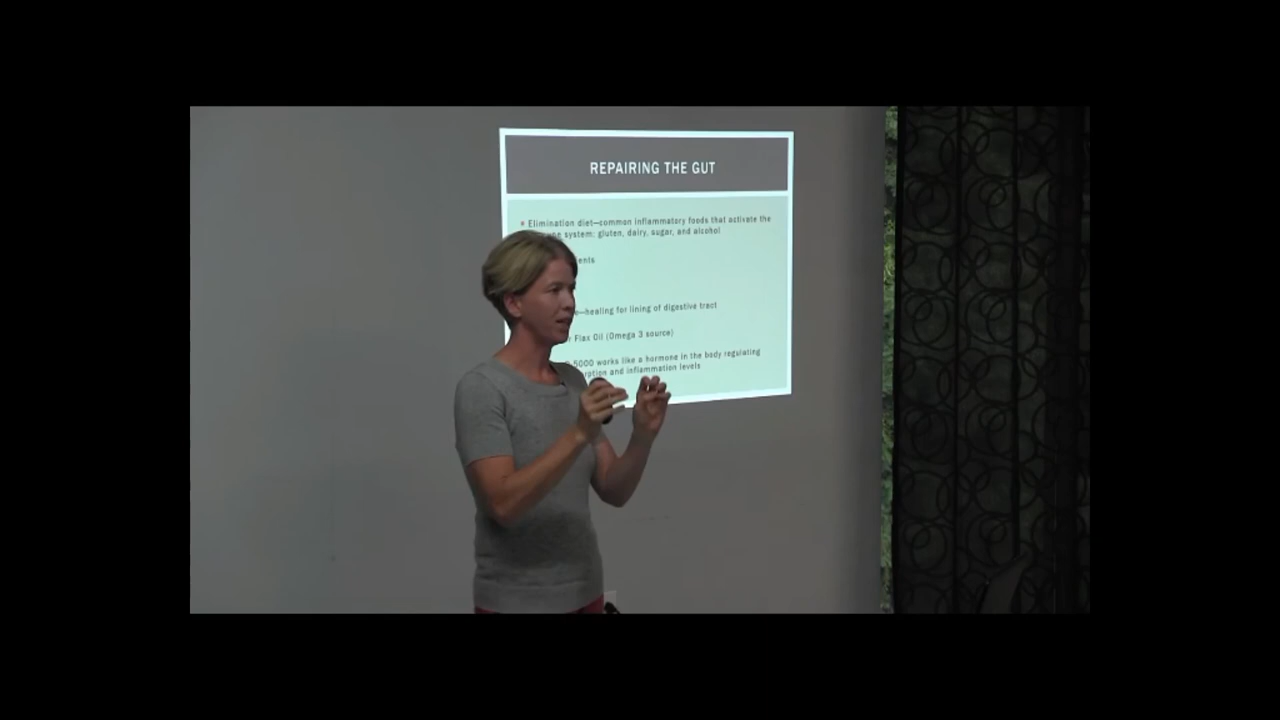 REPAIRING THE GUT
Elimination diet—common inflammatory foods that activate the
system: gluten, dairy, sugar, and alcohol
—healing for lining of digestive tract
Flax Oil (Omega 3 source)
5000 works like a hormone in the body regulating
and inflammation levels